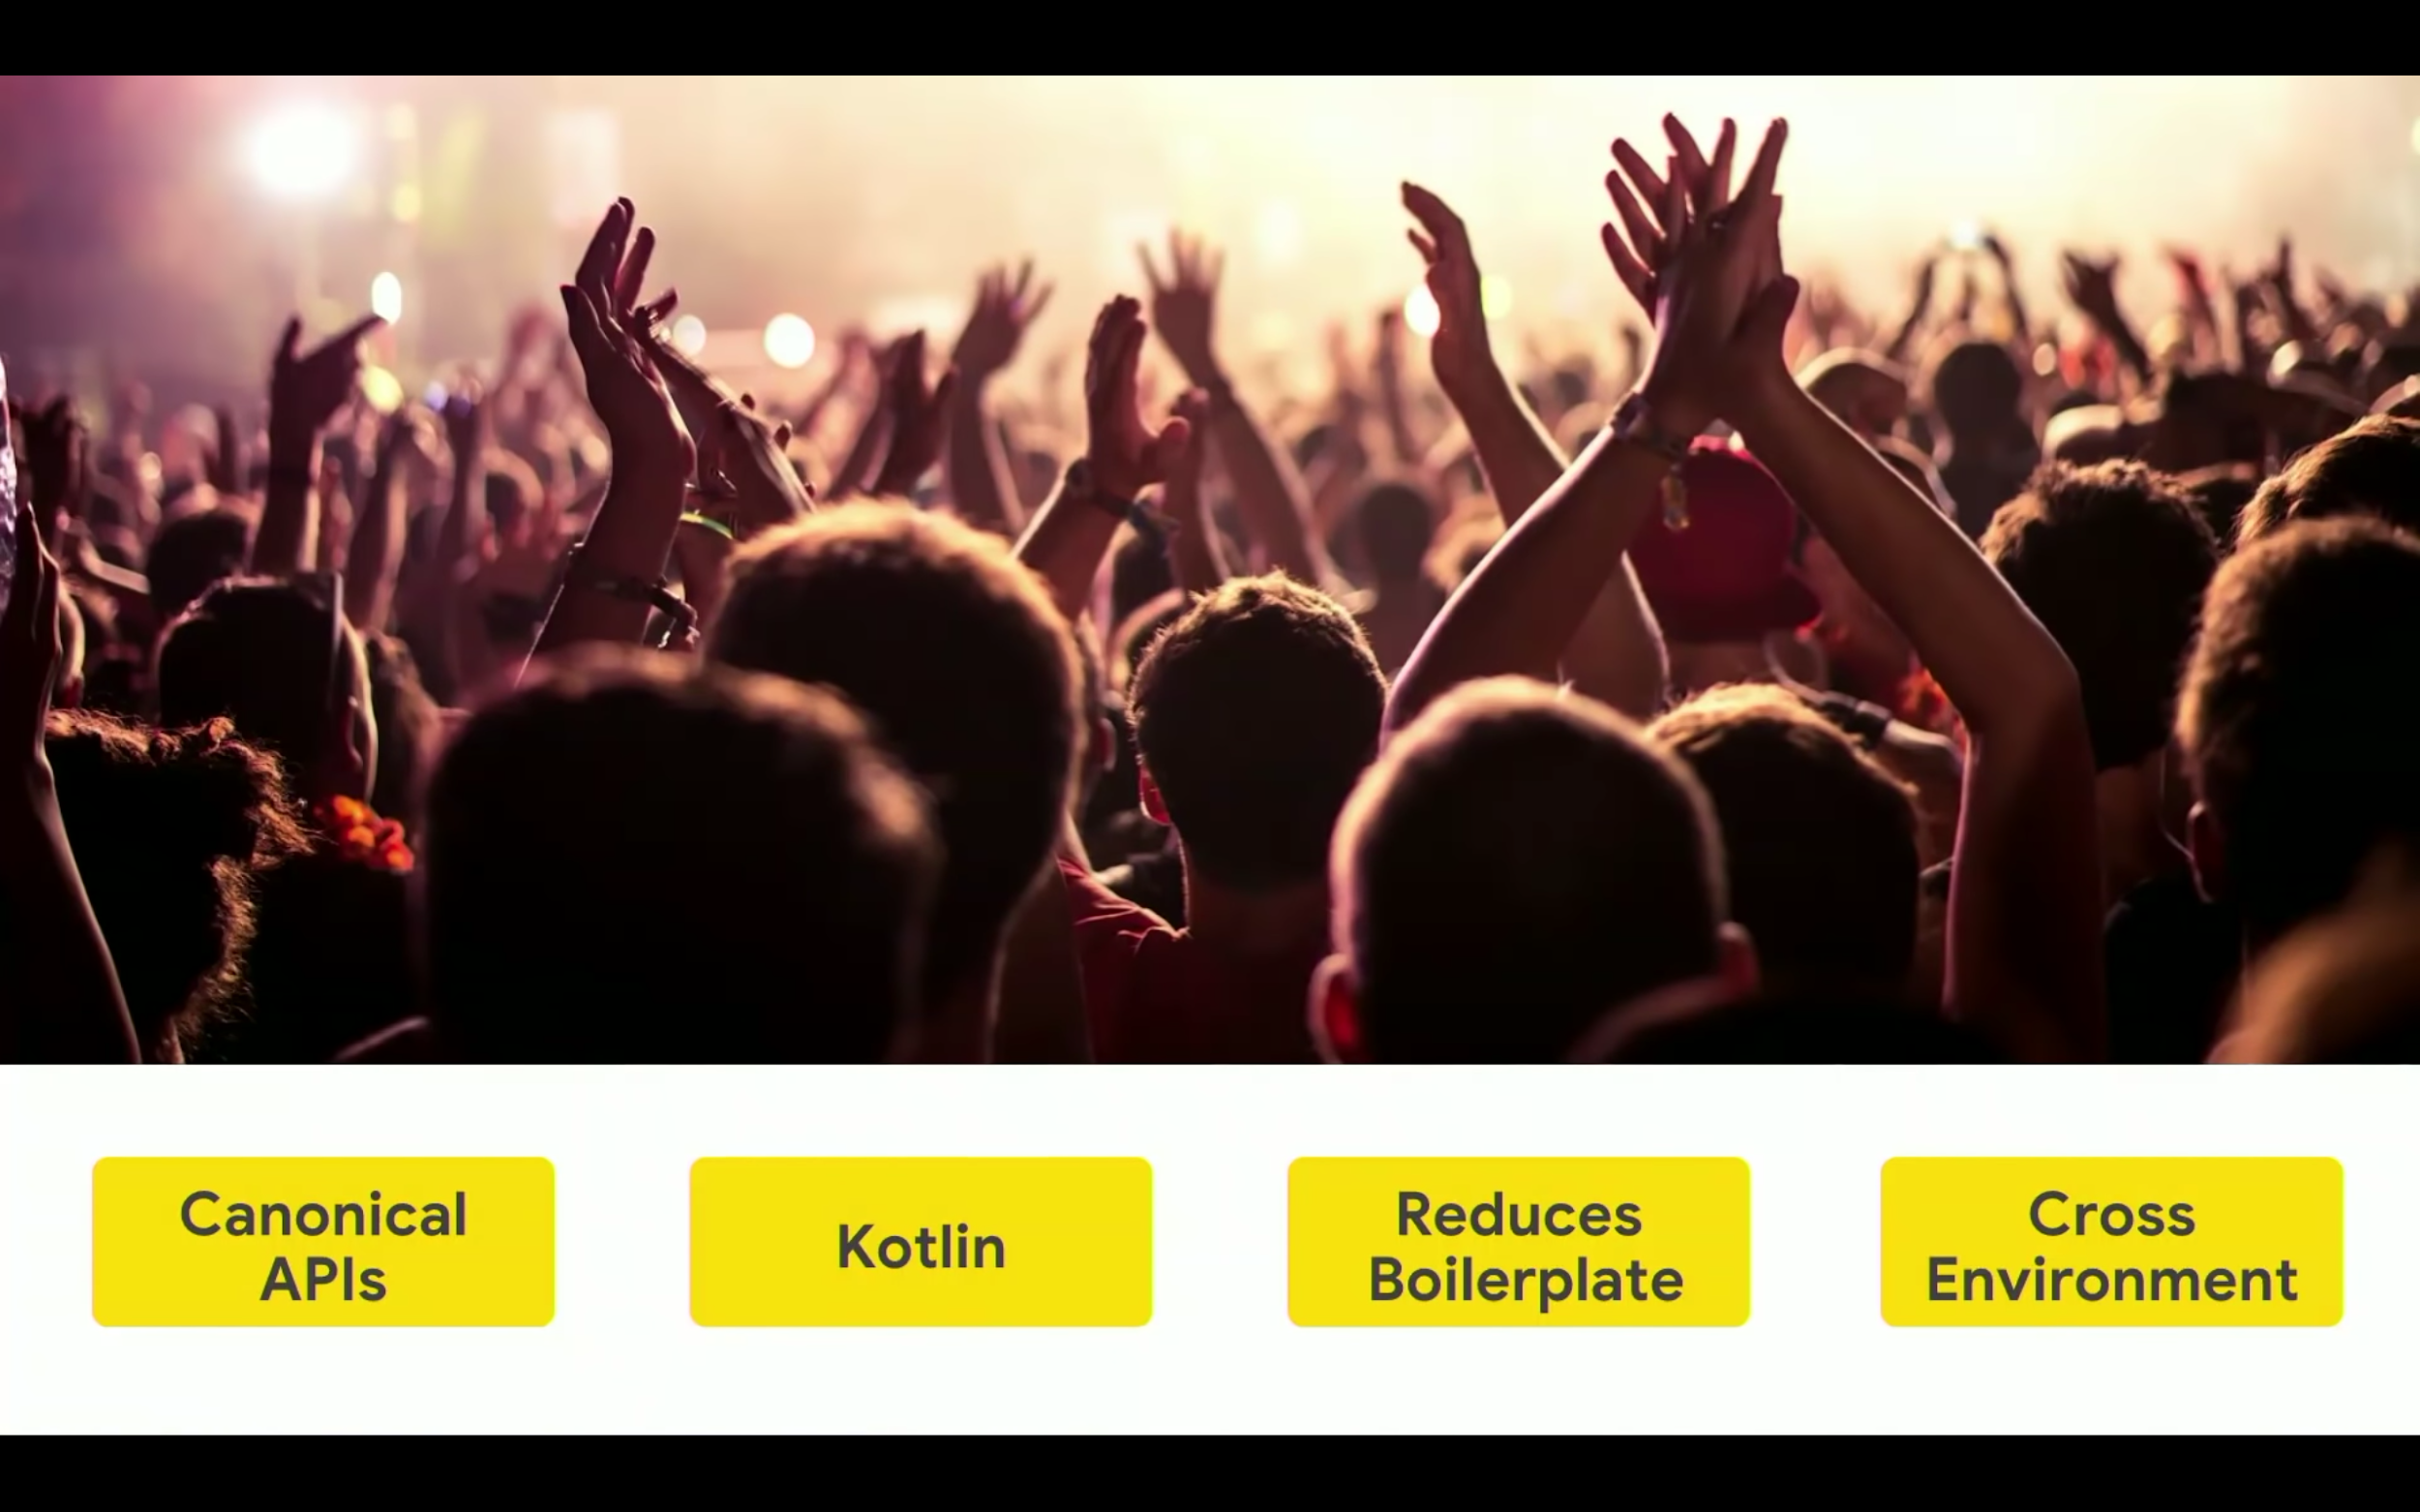 Canonical
APIs
Kotlin
Reduces
Boilerplate
Cross
Environment